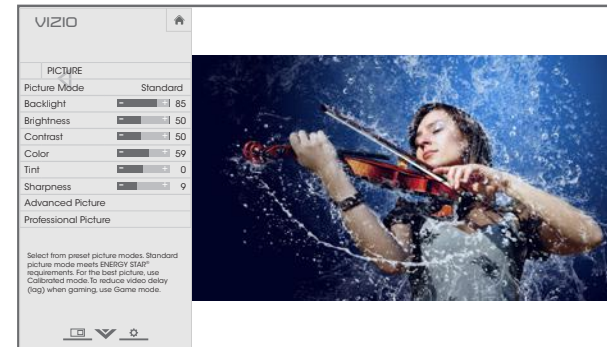 VIZIO
PICTURE
Picture Mode Standard
Backlight 85
Brightness 50
Contrast 50
Color 59
Tint 0
Sharpness 9
Advanced Picture
Professional Picture
Select from preset picture modes. Standard
picture mode meets ENERGY STAR®
requirements. For the best picture, use
Calibrated mode. To reduce video delay
(lag) when gaming, use Game mode.